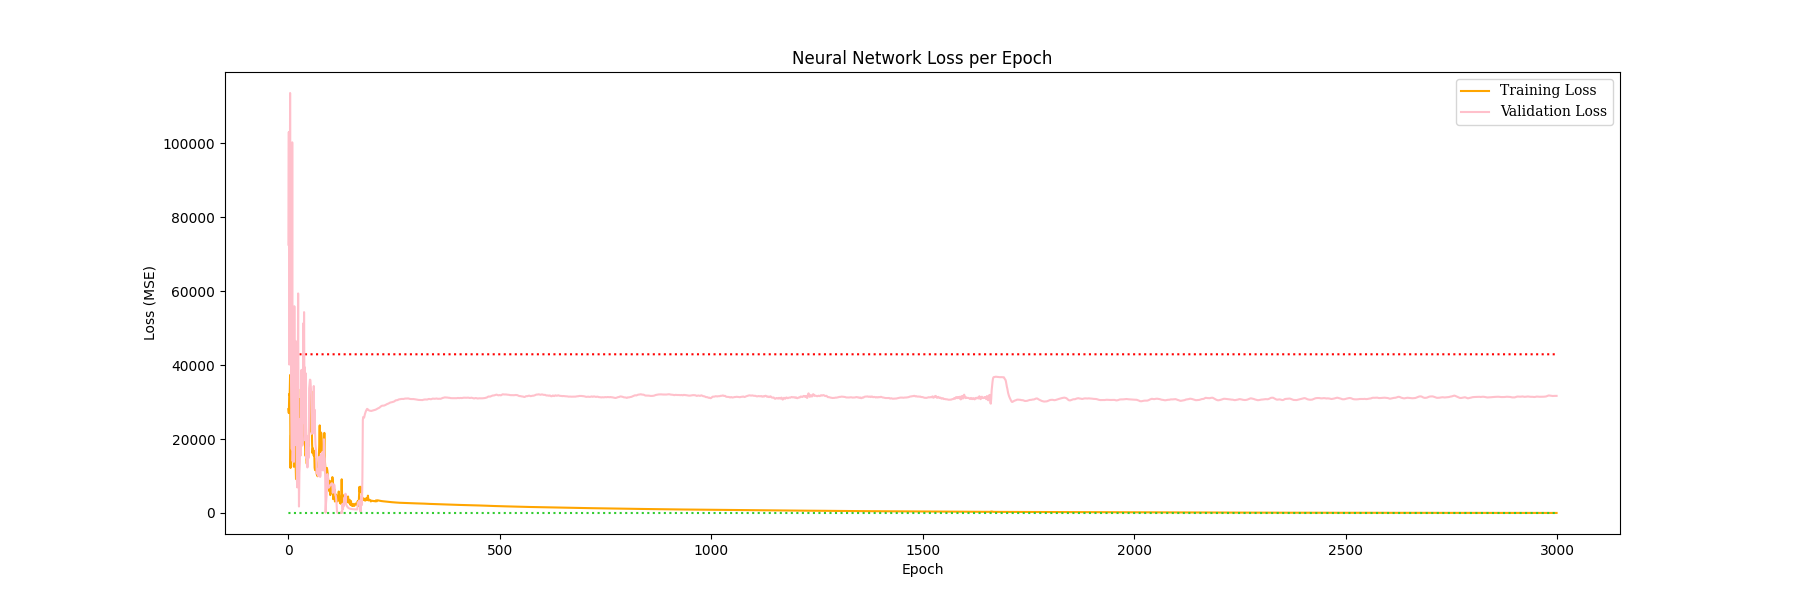 Neural Network Loss per Epoch
Training Loss
Validation Loss
100000
80000
60000
40000
20000
0
Loss (MSE)
0
500
1000
1500
2000
2500
3000
Epoch